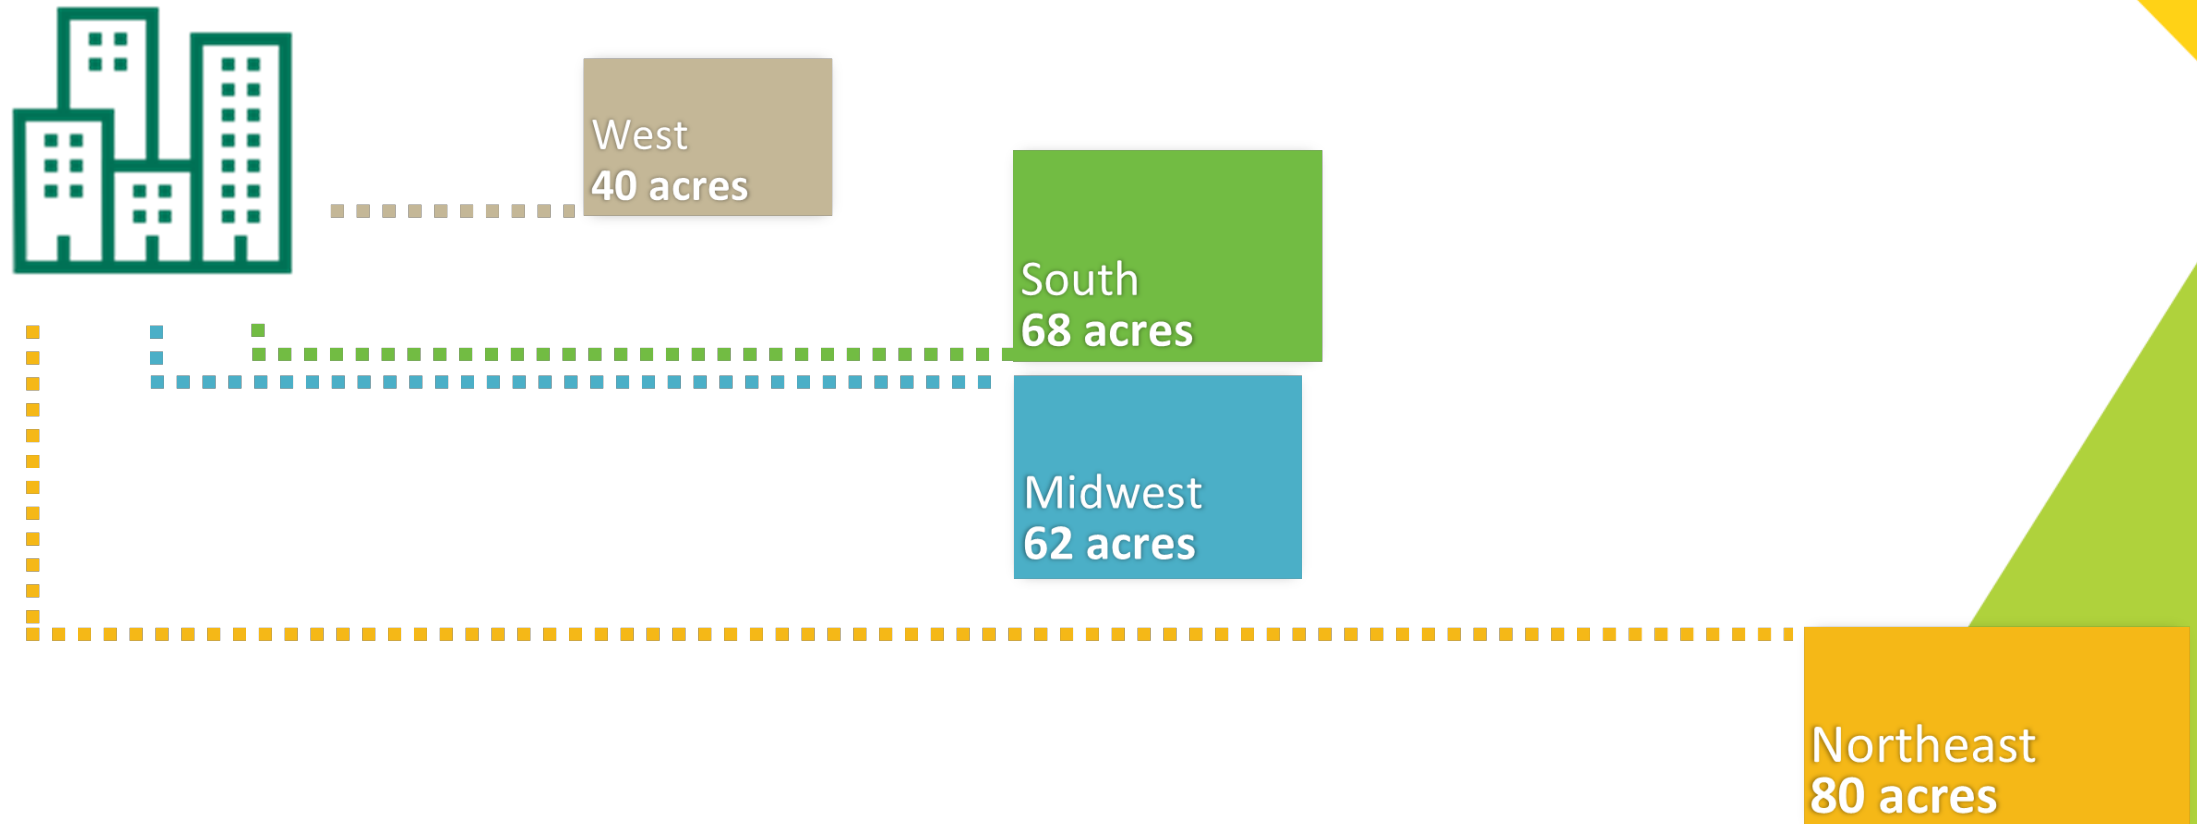 West
40 acres
South
68 acres
Midwest
62 acres
Northeast
80 acres